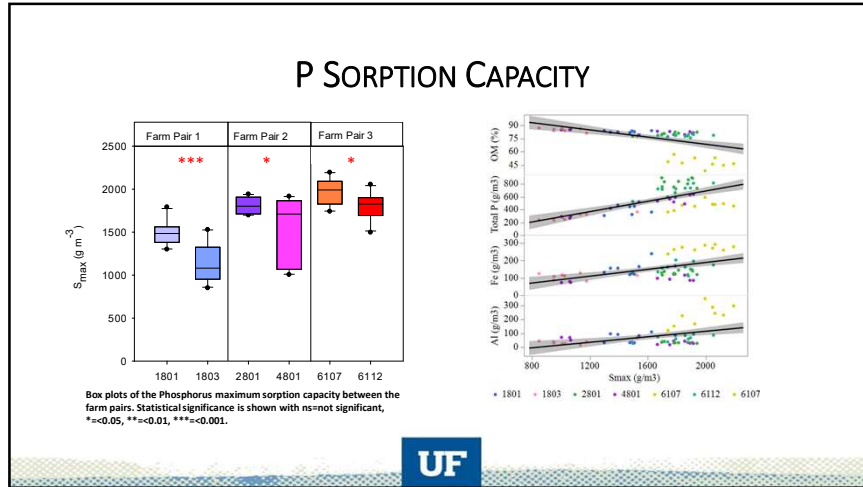 P SORPTION CAPACITY
Farm Pair 1
Farm Pair 2
Farm Pair 3
***
*
*
2500
2000
1500
1000
500
0
Smax (g m-3)
1801
1803
2801
4801
6107
6112
Box plots of the Phosphorus maximum sorption capacity between the
farm pairs. Statistical significance is shown with ns=not significant,
*=<0.05, **=<0.01, ***=<0.001.
OM (%)
90
75
60
45
Total P (g/m3)
800
600
400
200
0
Fe (g/m3)
300
200
100
0
Al (g/m3)
300
200
100
0
800
1200
1600
2000
Smax (g/m3)
1801 1803 2801 4801 6107 6112 6107
UF